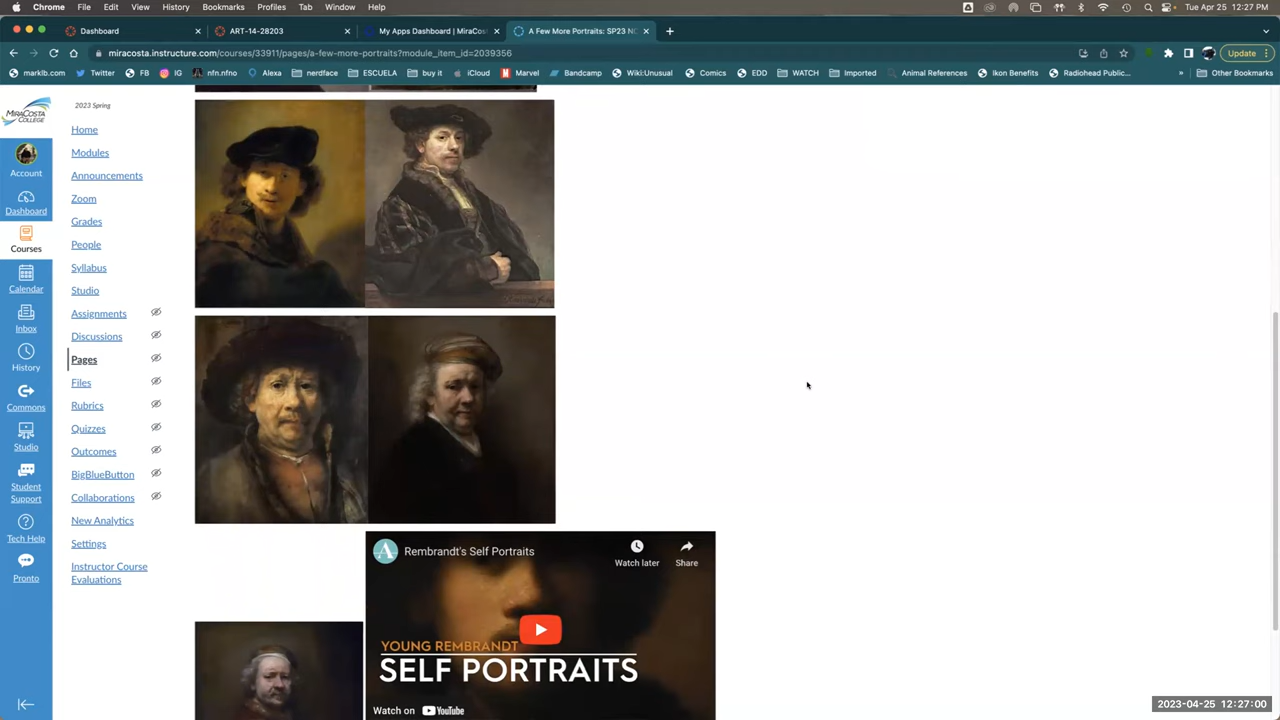 Chrome File Edit View History Bookmarks Profiles Tab Window Help
Tue Apr 25 12:27 PM
Dashboard
ART-14-28203
My Apps Dashboard | MiraCos
A Few More Portraits: SP23 NO
miracosta.instructure.com/courses/33911/pages/a-few-more-portraits?module_item_id=2039356
Update
marklb.com Twitter FB IG nfn.nfno Alexa nerdface ESCUELA buy it iCloud Marvel Bandcamp Wiki:Unusual Comics EDD WATCH Imported Animal References Ikon Benefits Radiohead Public... » Other Bookmarks
MIRACOSTA
COLLEGE
Account
Dashboard
Courses
Calendar
Inbox
History
Commons
Studio
Student
Support
Tech Help
Pronto
2023 Spring
Home
Modules
Announcements
Zoom
Grades
People
Syllabus
Studio
Assignments
Discussions
Pages
Files
Rubrics
Quizzes
Outcomes
BigBlueButton
Collaborations
New Analytics
Settings
Instructor Course
Evaluations
A
Rembrandt's Self Portraits
Watch later
Share
YOUNG REMBRANDT
SELF PORTRAITS
Watch on YouTube
2023-04-25 12:27:00